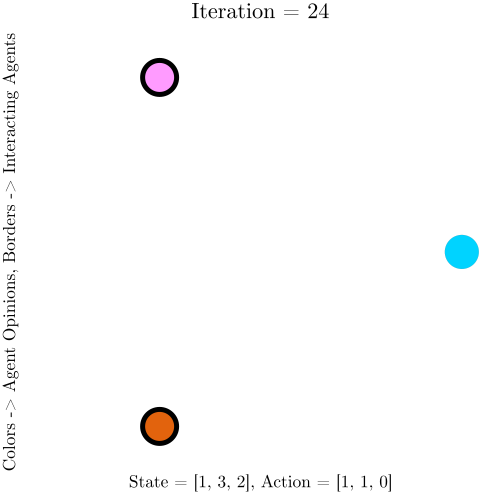 Iteration = 24
Colors -> Agent Opinions, Borders -> Interacting Agents
State = [1, 3, 2], Action = [1, 1, 0]